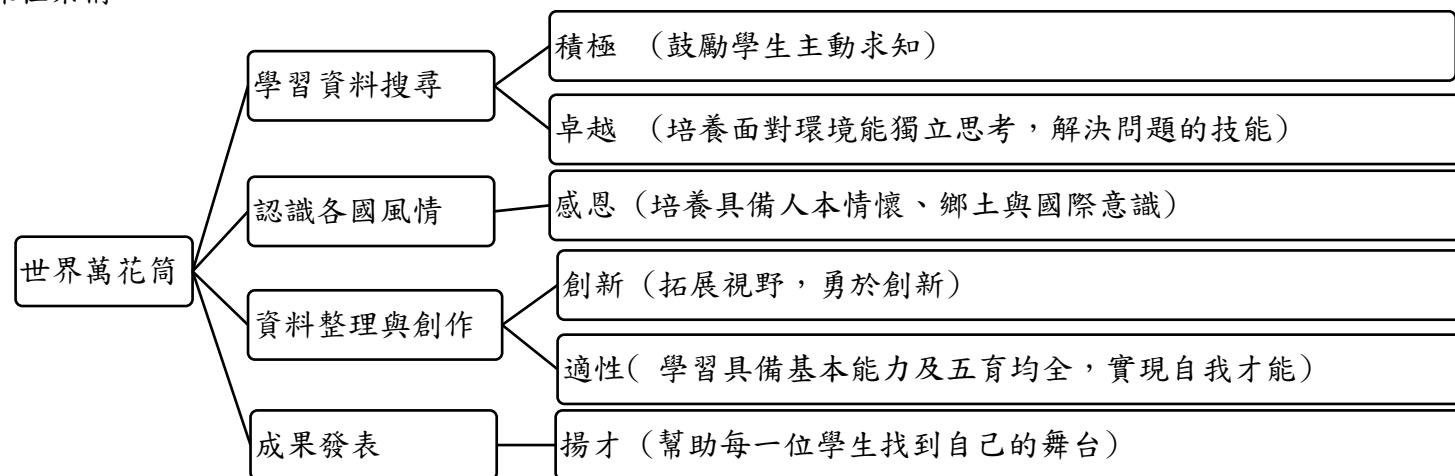 積極 （鼓勵學生主動求知）
學習資料搜尋
卓越 （培養面對環境能獨立思考，解決問題的技能）
認識各國風情
感恩（培養具備人本情懷、鄉土與國際意識）
世界萬花筒
創新（拓展視野，勇於創新）
資料整理與創作
適性( 學習具備基本能力及五育均全，實現自我才能）
成果發表
揚才（幫助每一位學生找到自己的舞台）